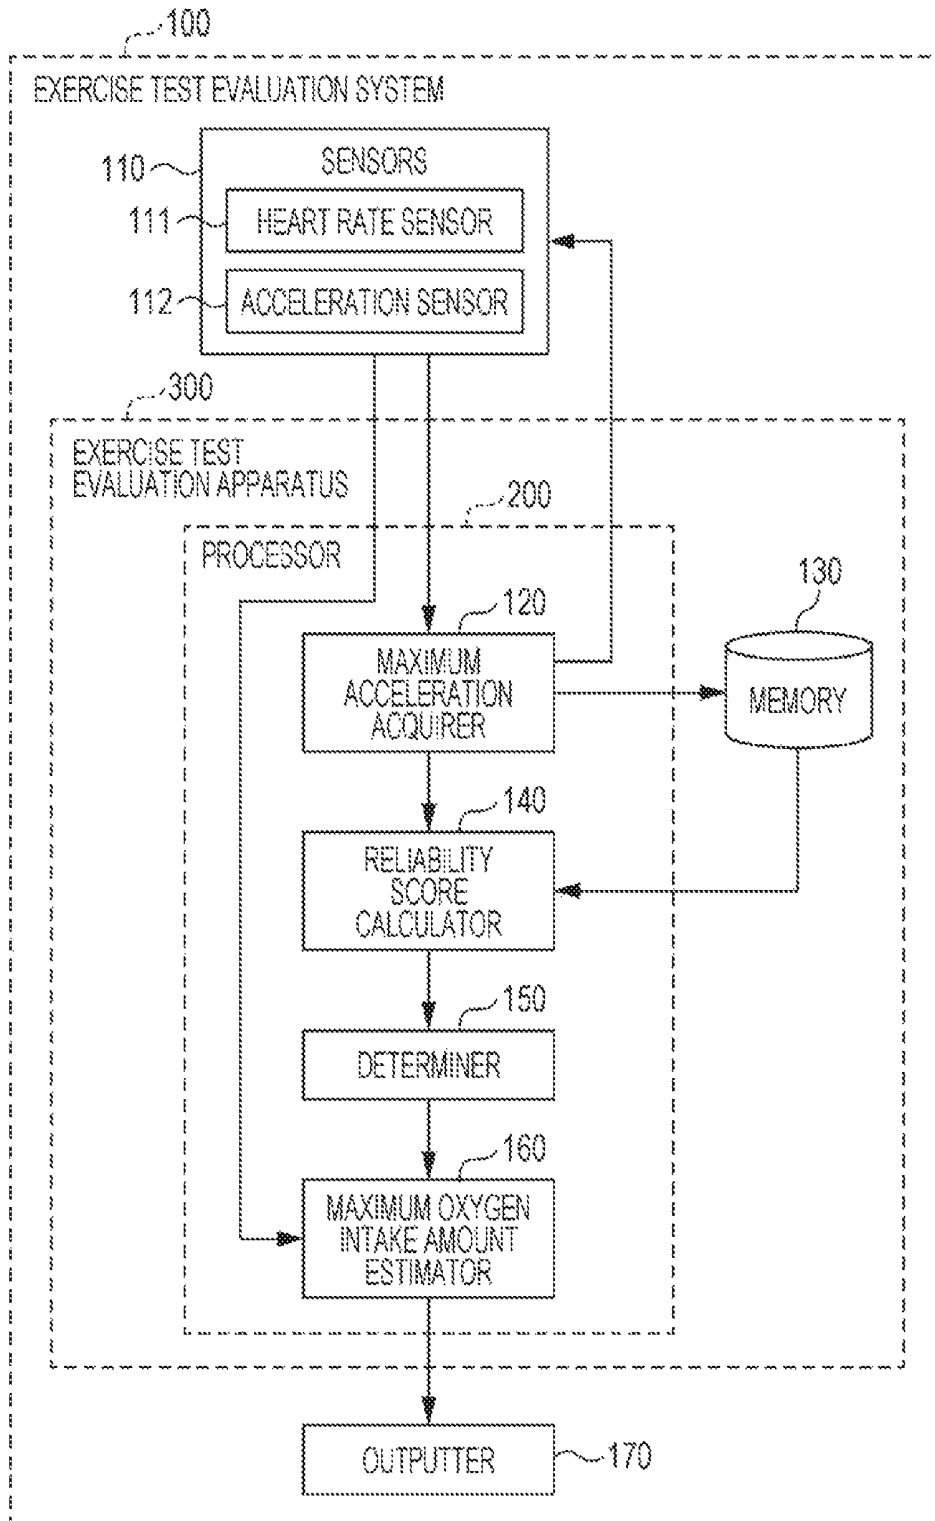 100
EXERCISE TEST EVALUATION SYSTEM
110
SENSORS
111
HEART RATE SENSOR
112
ACCELERATION SENSOR
300
EXERCISE TEST
EVALUATION APPARATUS
200
PROCESSOR
130
MEMORY
120
MAXIMUM
ACCELERATION
ACQUIRER
140
RELIABILITY
SCORE
CALCULATOR
150
DETERMINER
160
MAXIMUM OXYGEN
INTAKE AMOUNT
ESTIMATOR
OUTPUTTER
170